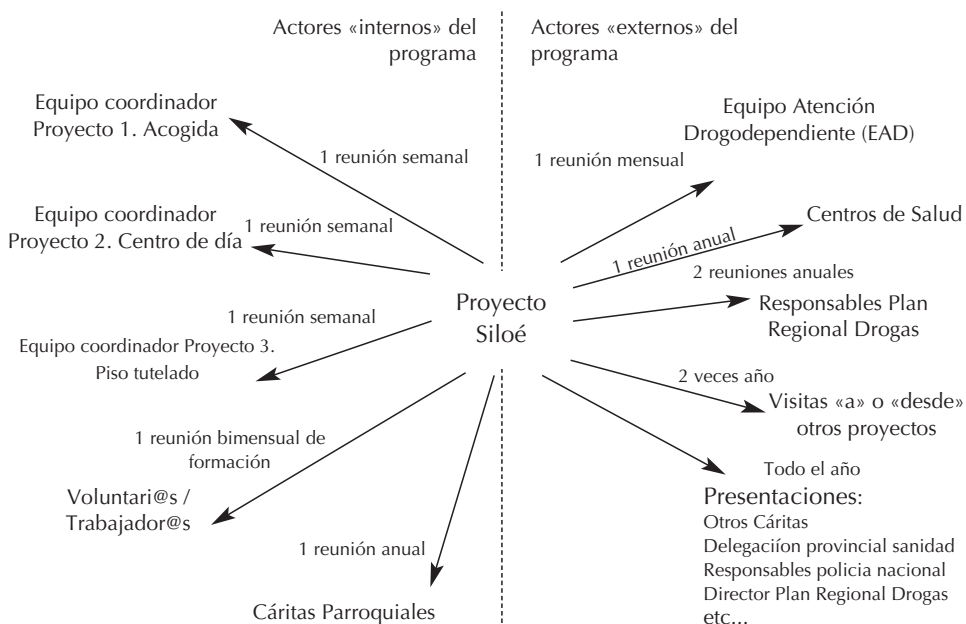 Actores «internos» del
programa
Actores «externos» del
programa
Equipo coordinador
Proyecto 1. Acogida
1 reunión semanal
Equipo coordinador
Proyecto 2. Centro de día
1 reunión semanal
1 reunión semanal
Equipo coordinador Proyecto 3.
Piso tutelado
1 reunión bimensual de
formación
Voluntari@s /
Trabajador@s
1 reunión anual
Cáritas Parroquiales
Proyecto
Siloé
Equipo Atención
Drogodependiente (EAD)
1 reunión mensual
Centros de Salud
1 reunión anual
2 reuniones anuales
Responsables Plan
Regional Drogas
2 veces año
Visitas «a» o «desde»
otros proyectos
Todo el año
Presentaciones:
Otros Cáritas
Delegaciíon provincial sanidad
Responsables policia nacional
Director Plan Regional Drogas
etc...